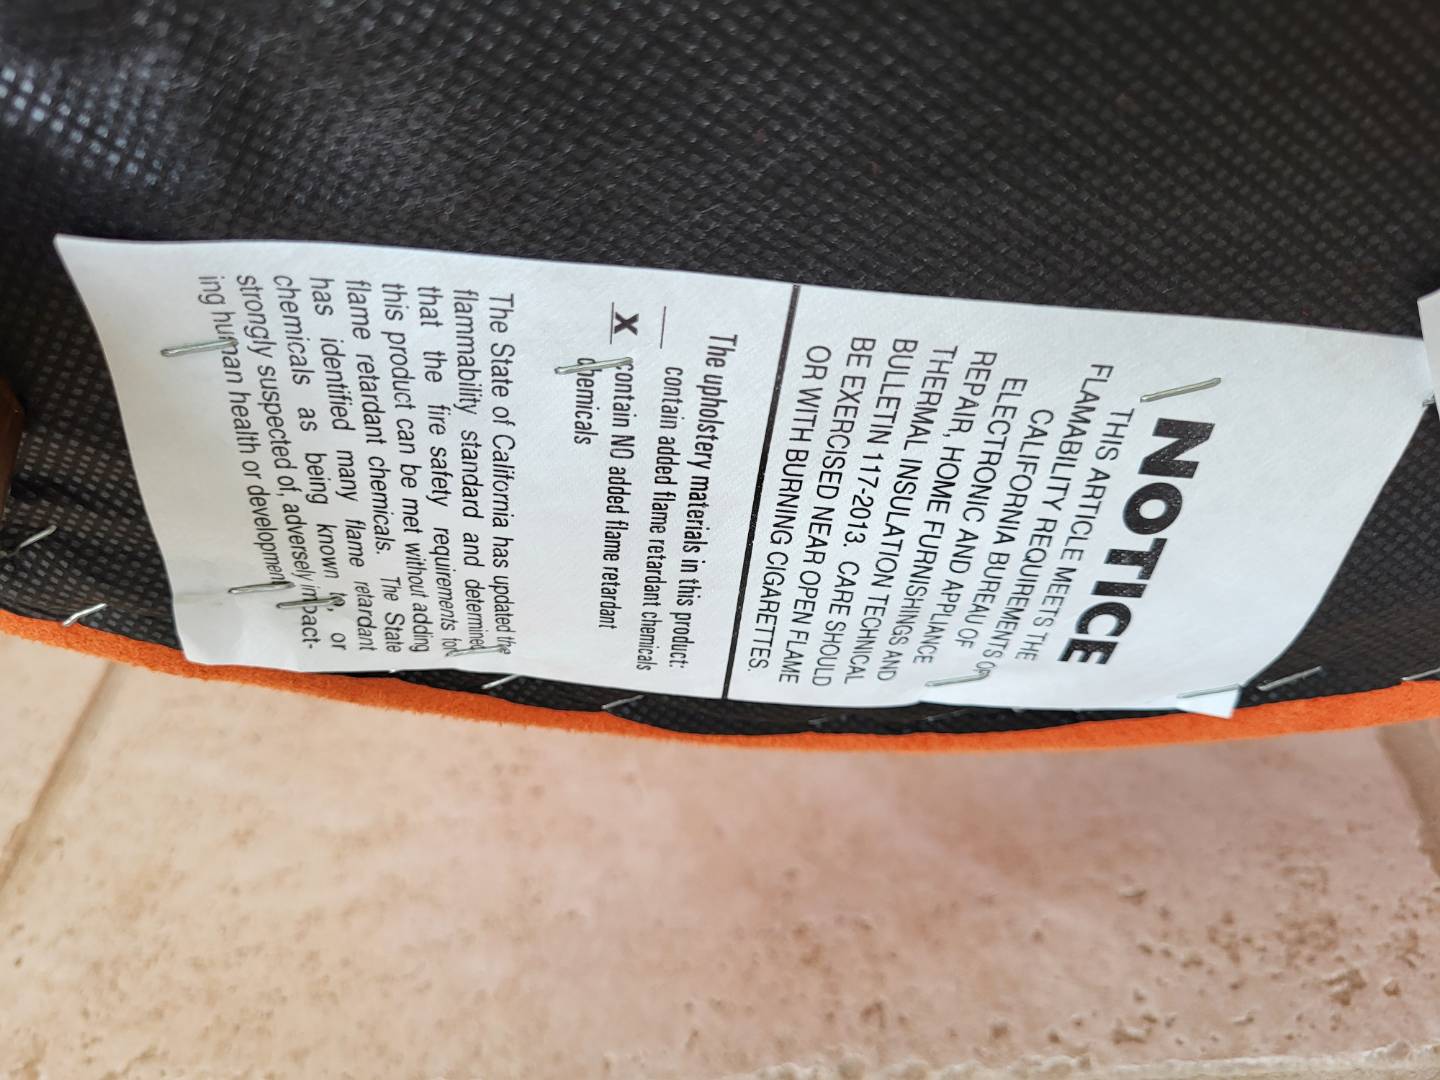 NOTICE
THIS ARTICLE MEETS THE
FLAMABILITY REQUIREMENTS OF
CALIFORNIA BUREAU OF
ELECTRONIC AND APPLIANCE
REPAIR, HOME FURNISHINGS AND
THERMAL INSULATION TECHNICAL
BULLETIN 117-2013. CARE SHOULD
BE EXERCISED NEAR OPEN FLAME
OR WITH BURNING CIGARETTES.
The upholstery materials in this product:
___ contain added flame retardant chemicals
X contain NO added flame retardant
chemicals
The State of California has updated the
flammability standard and determined
that the fire safety requirements for
this product can be met without adding
flame retardant chemicals. The State
has identified many flame retardant
chemicals as being known to, or
strongly suspected of, adversely impact-
ing human health or development